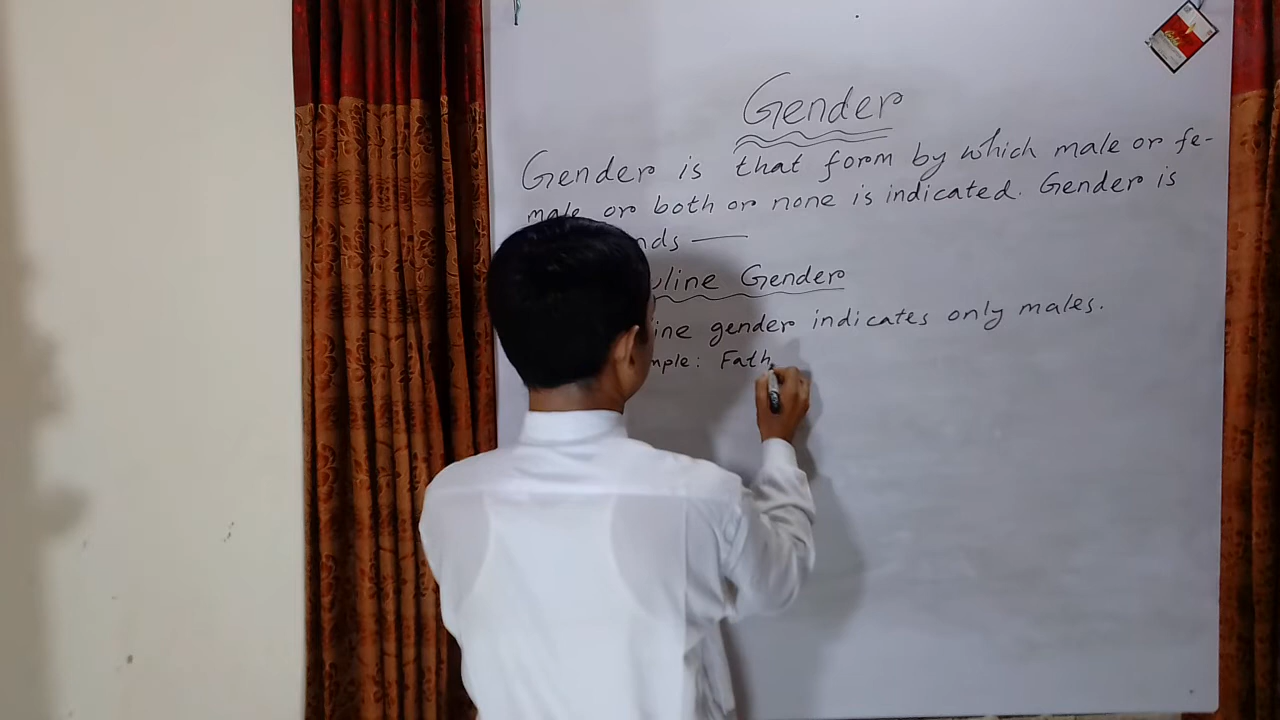 Gender
Gender is that form by which male or fe-
male or both or none is indicated. Gender is
nds —
line Gender
ine gender indicates only males.
mple: Fath